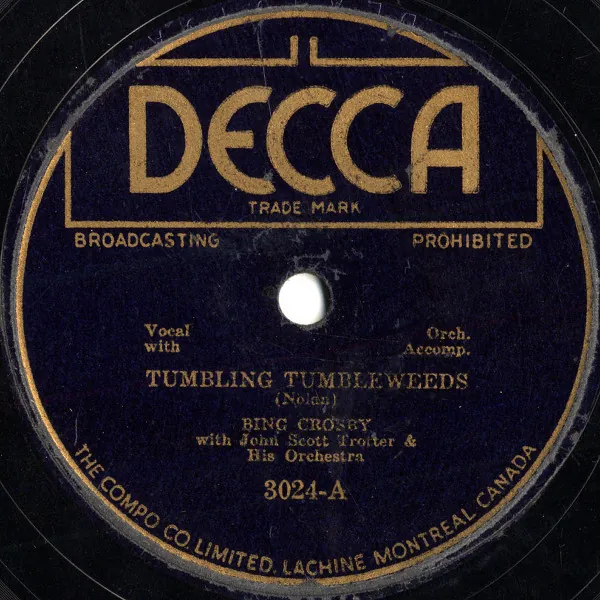 DECCA
TRADE MARK
BROADCASTING PROHIBITED
Vocal Orch.
with Accomp.
TUMBLING TUMBLEWEEDS
(Nolan)
BING CROSBY
with John Scott Trotter &
His Orchestra
3024-A
THE COMPO CO. LIMITED, LACHINE MONTREAL CANADA